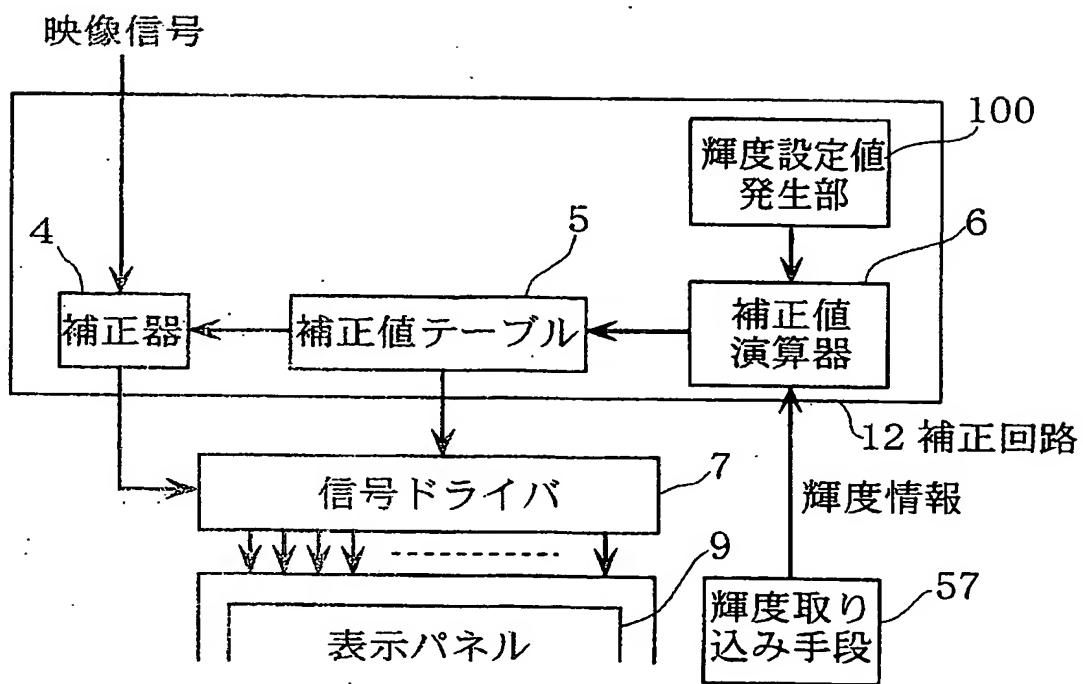 映像信号
100
輝度設定値
発生部
4
5
6
補正器
補正値テーブル
補正値
演算器
12 補正回路
7
信号ドライバ
輝度情報
9
57
表示パネル
輝度取り
込み手段